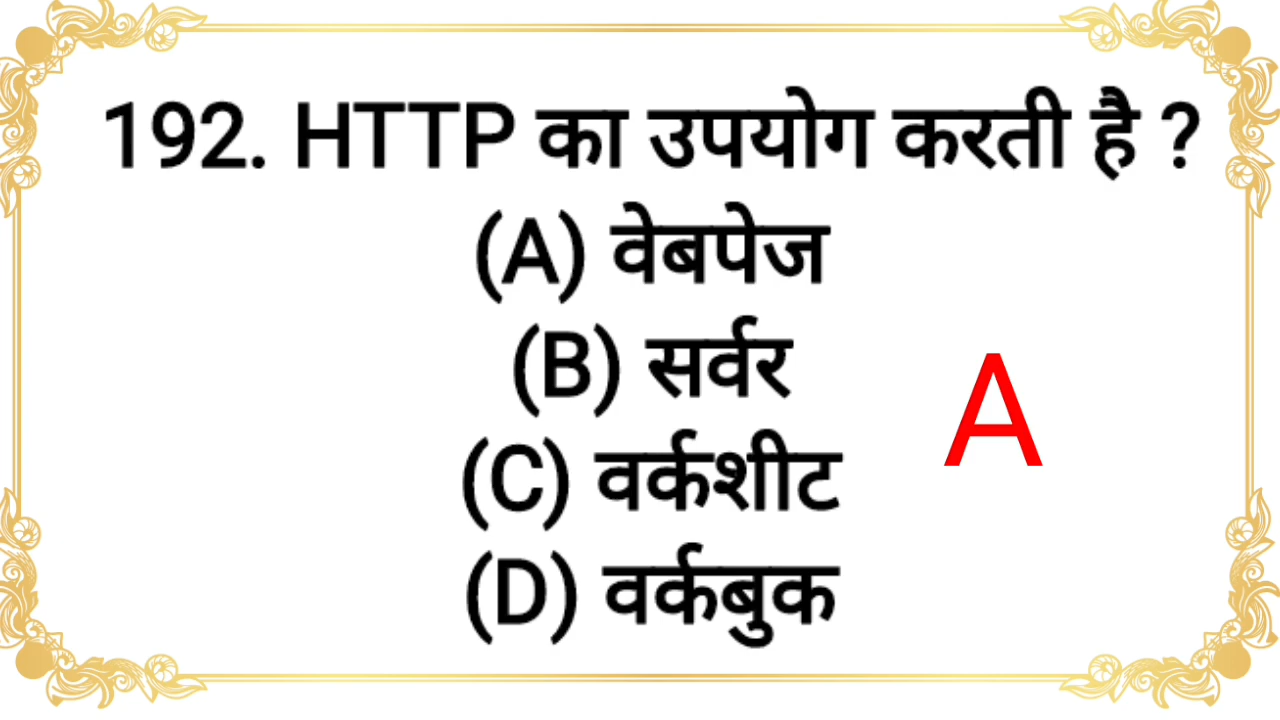 192. HTTP का उपयोग करती है ?
(A) वेबपेज
(B) सर्वर
(C) वर्कशीट
(D) वर्कबुक
A